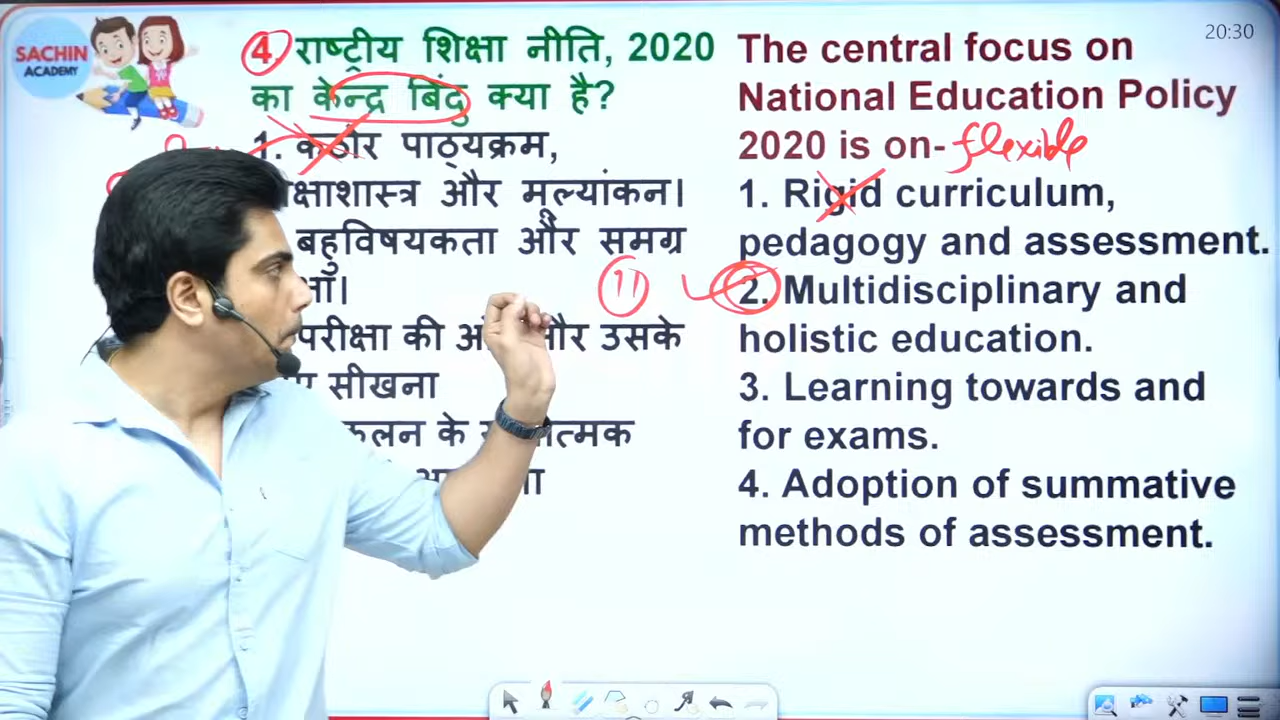 SACHIN
ACADEMY
4. राष्ट्रीय शिक्षा नीति, 2020
का केन्द्र बिंदु क्या है?
1. कठोर पाठ्यक्रम,
और मूल्यांकन।
बहुविषयकता और समग्र
परीक्षा की और उसके
सीखना
के
11
20:30
The central focus on
National Education Policy
2020 is on- flexible
1. Rigid curriculum,
pedagogy and assessment.
2. Multidisciplinary and
holistic education.
3. Learning towards and
for exams.
4. Adoption of summative
methods of assessment.